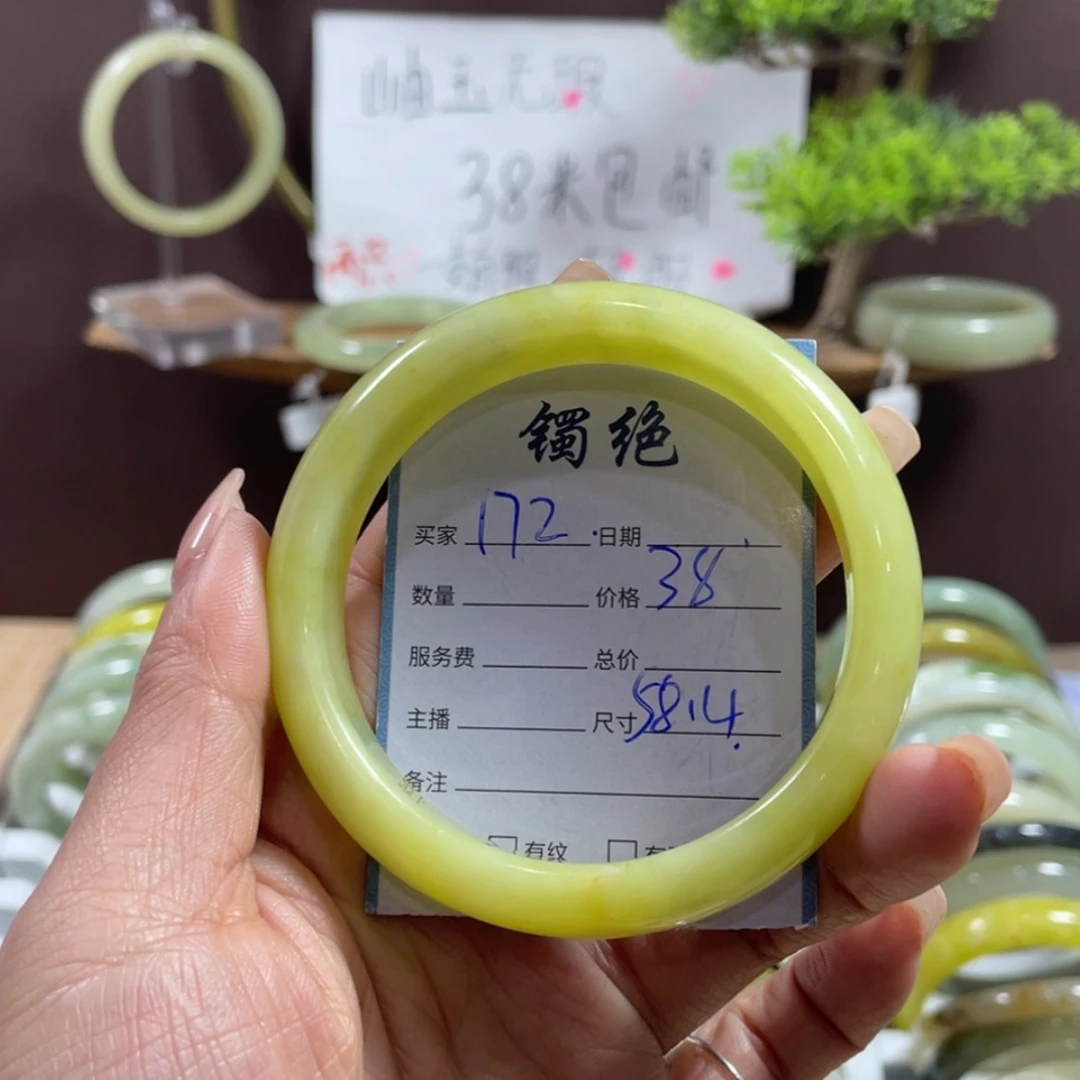 岫玉无暇
38米包邮
镯绝
买家 172 日期
数量 价格 38
服务费 总价
主播 尺寸 58.14
备注
有纹